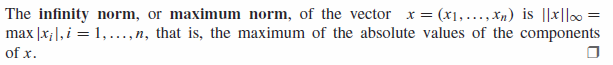 The infinity norm, or maximum norm, of the vector x = (x₁,...,xₙ) is ||x||∞ =
max |xᵢ|, i = 1,...,n, that is, the maximum of the absolute values of the components
of x. □